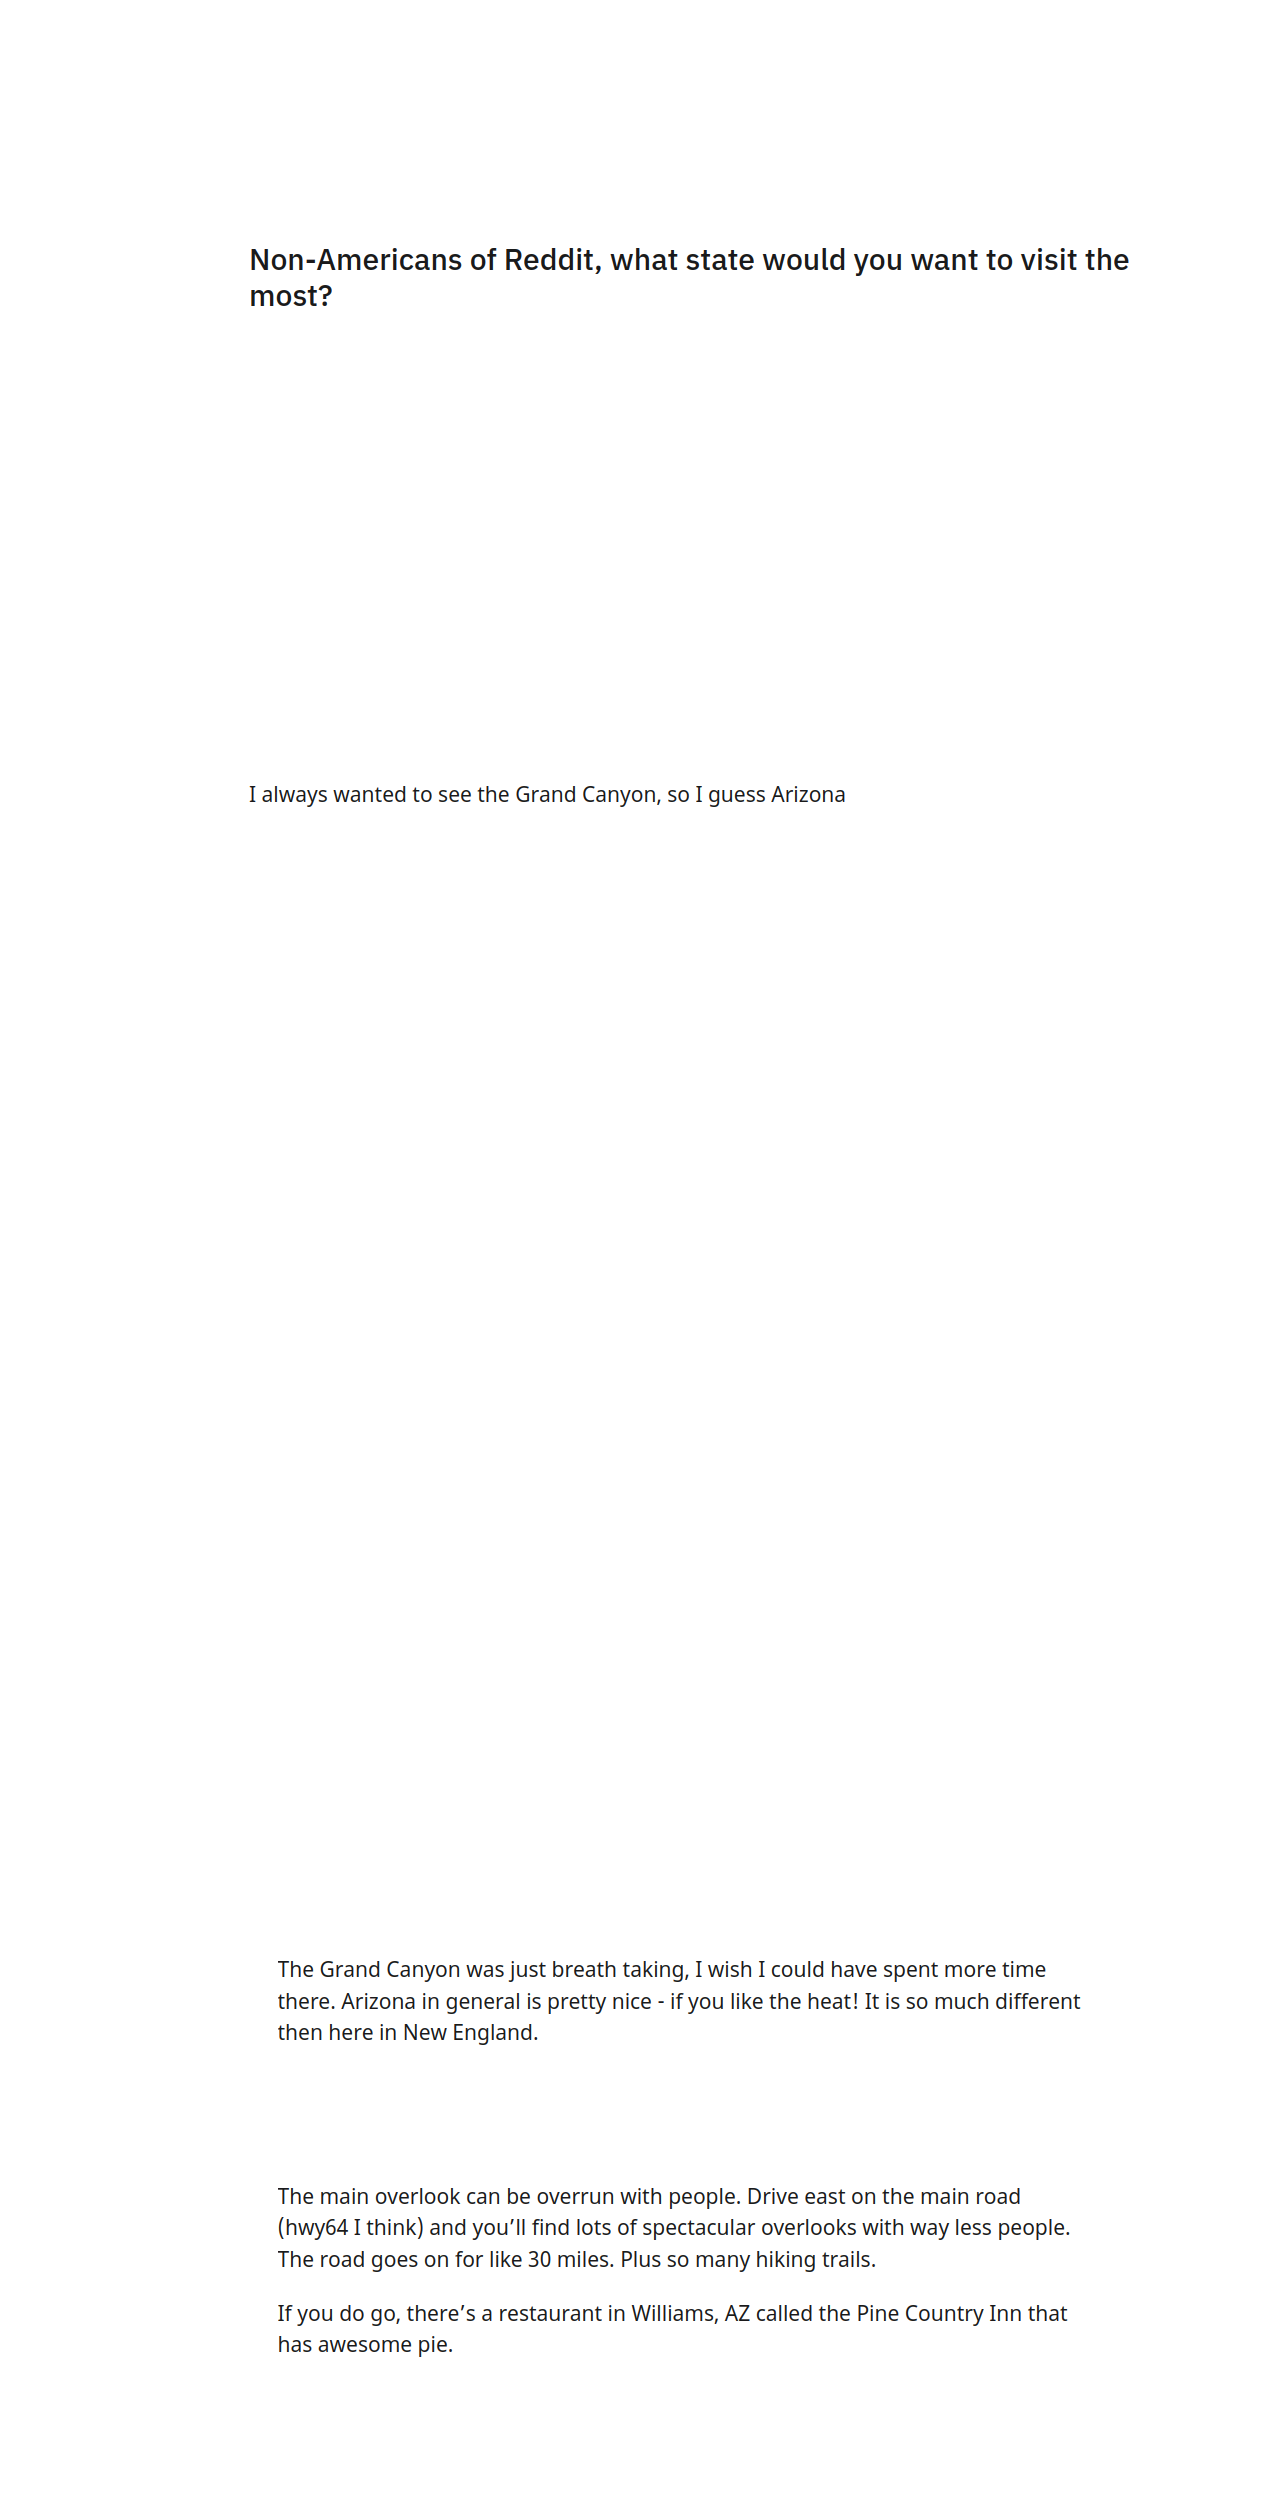 Non-Americans of Reddit, what state would you want to visit the
most?
I always wanted to see the Grand Canyon, so I guess Arizona
The Grand Canyon was just breath taking, I wish I could have spent more time
there. Arizona in general is pretty nice - if you like the heat! It is so much different
then here in New England.
The main overlook can be overrun with people. Drive east on the main road
(hwy64 I think) and you’ll find lots of spectacular overlooks with way less people.
The road goes on for like 30 miles. Plus so many hiking trails.
If you do go, there’s a restaurant in Williams, AZ called the Pine Country Inn that
has awesome pie.